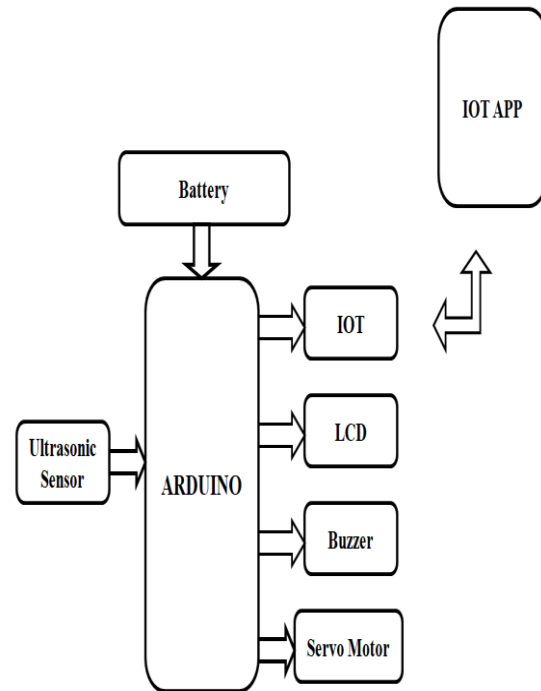 IOT APP
Battery
IOT
LCD
Ultrasonic
Sensor
ARDUINO
Buzzer
Servo Motor